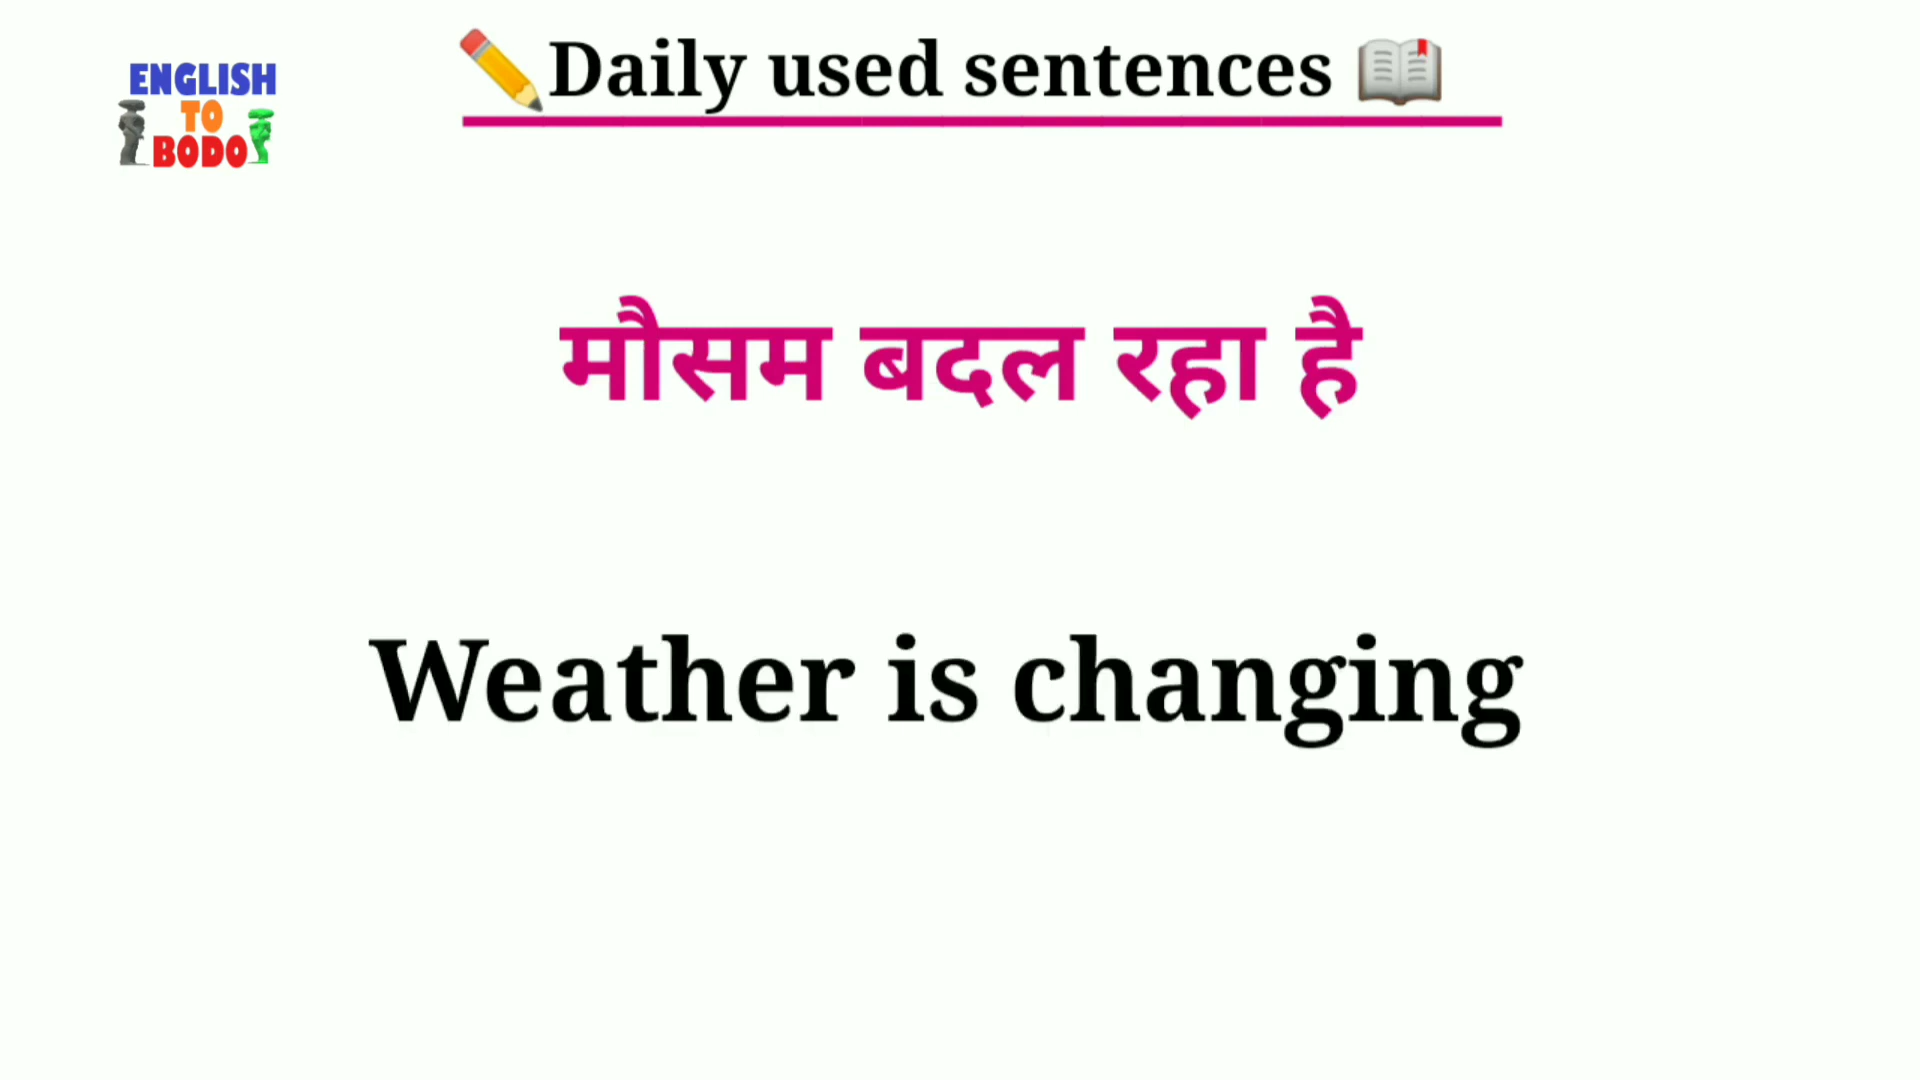 ENGLISH
TO
BODO
✏️Daily used sentences 📖
मौसम बदल रहा है
Weather is changing